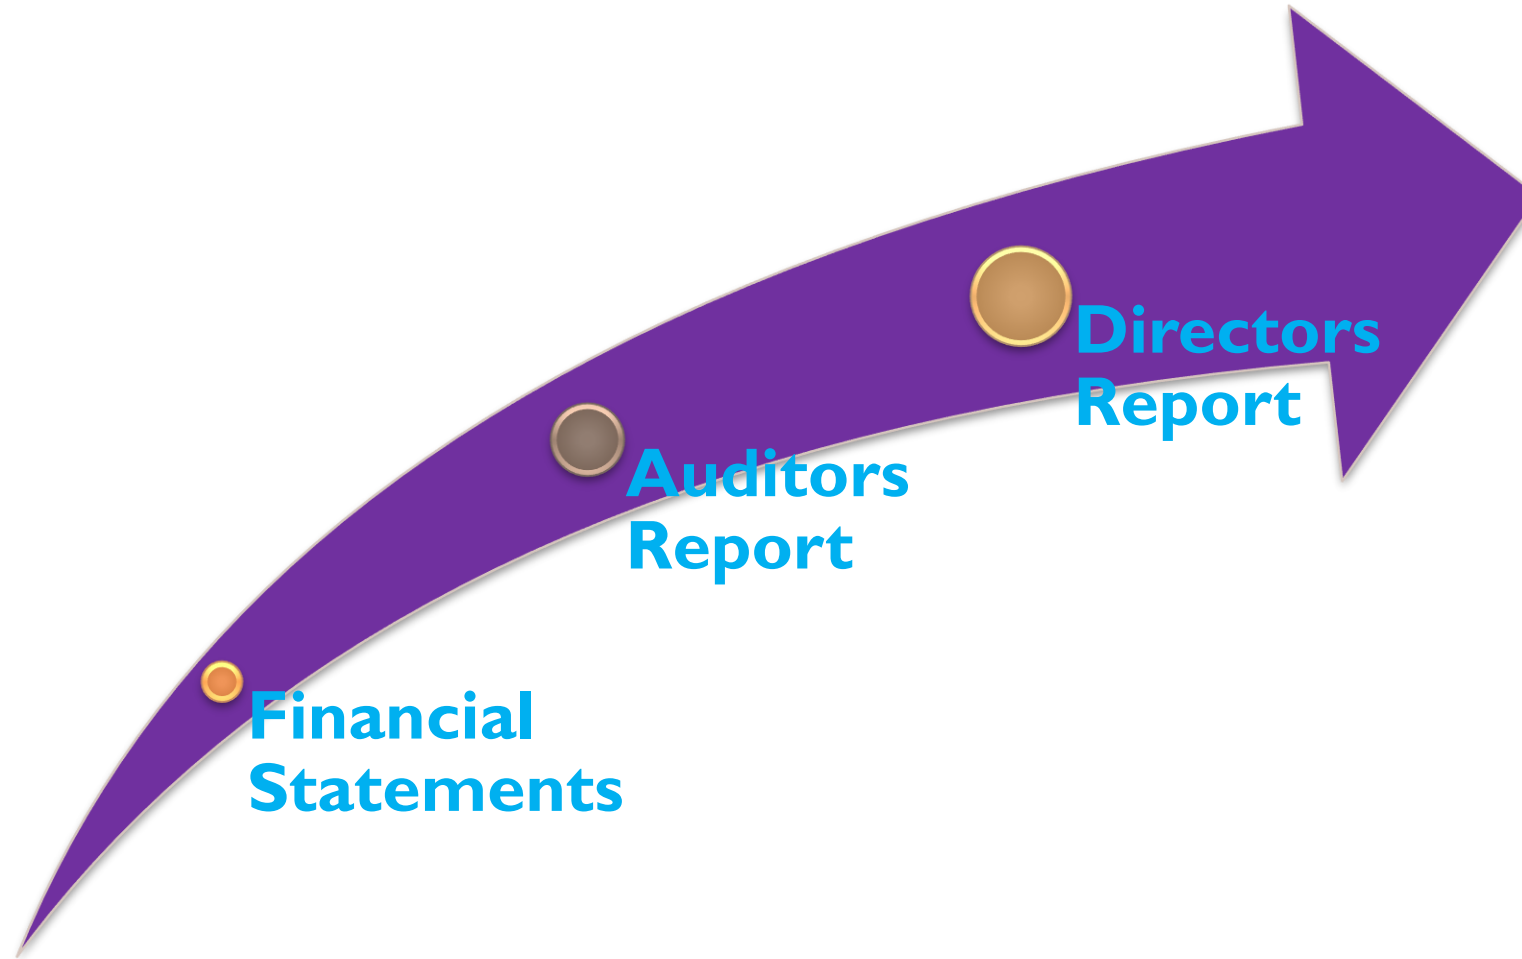 Directors
Report
Auditors
Report
Financial
Statements